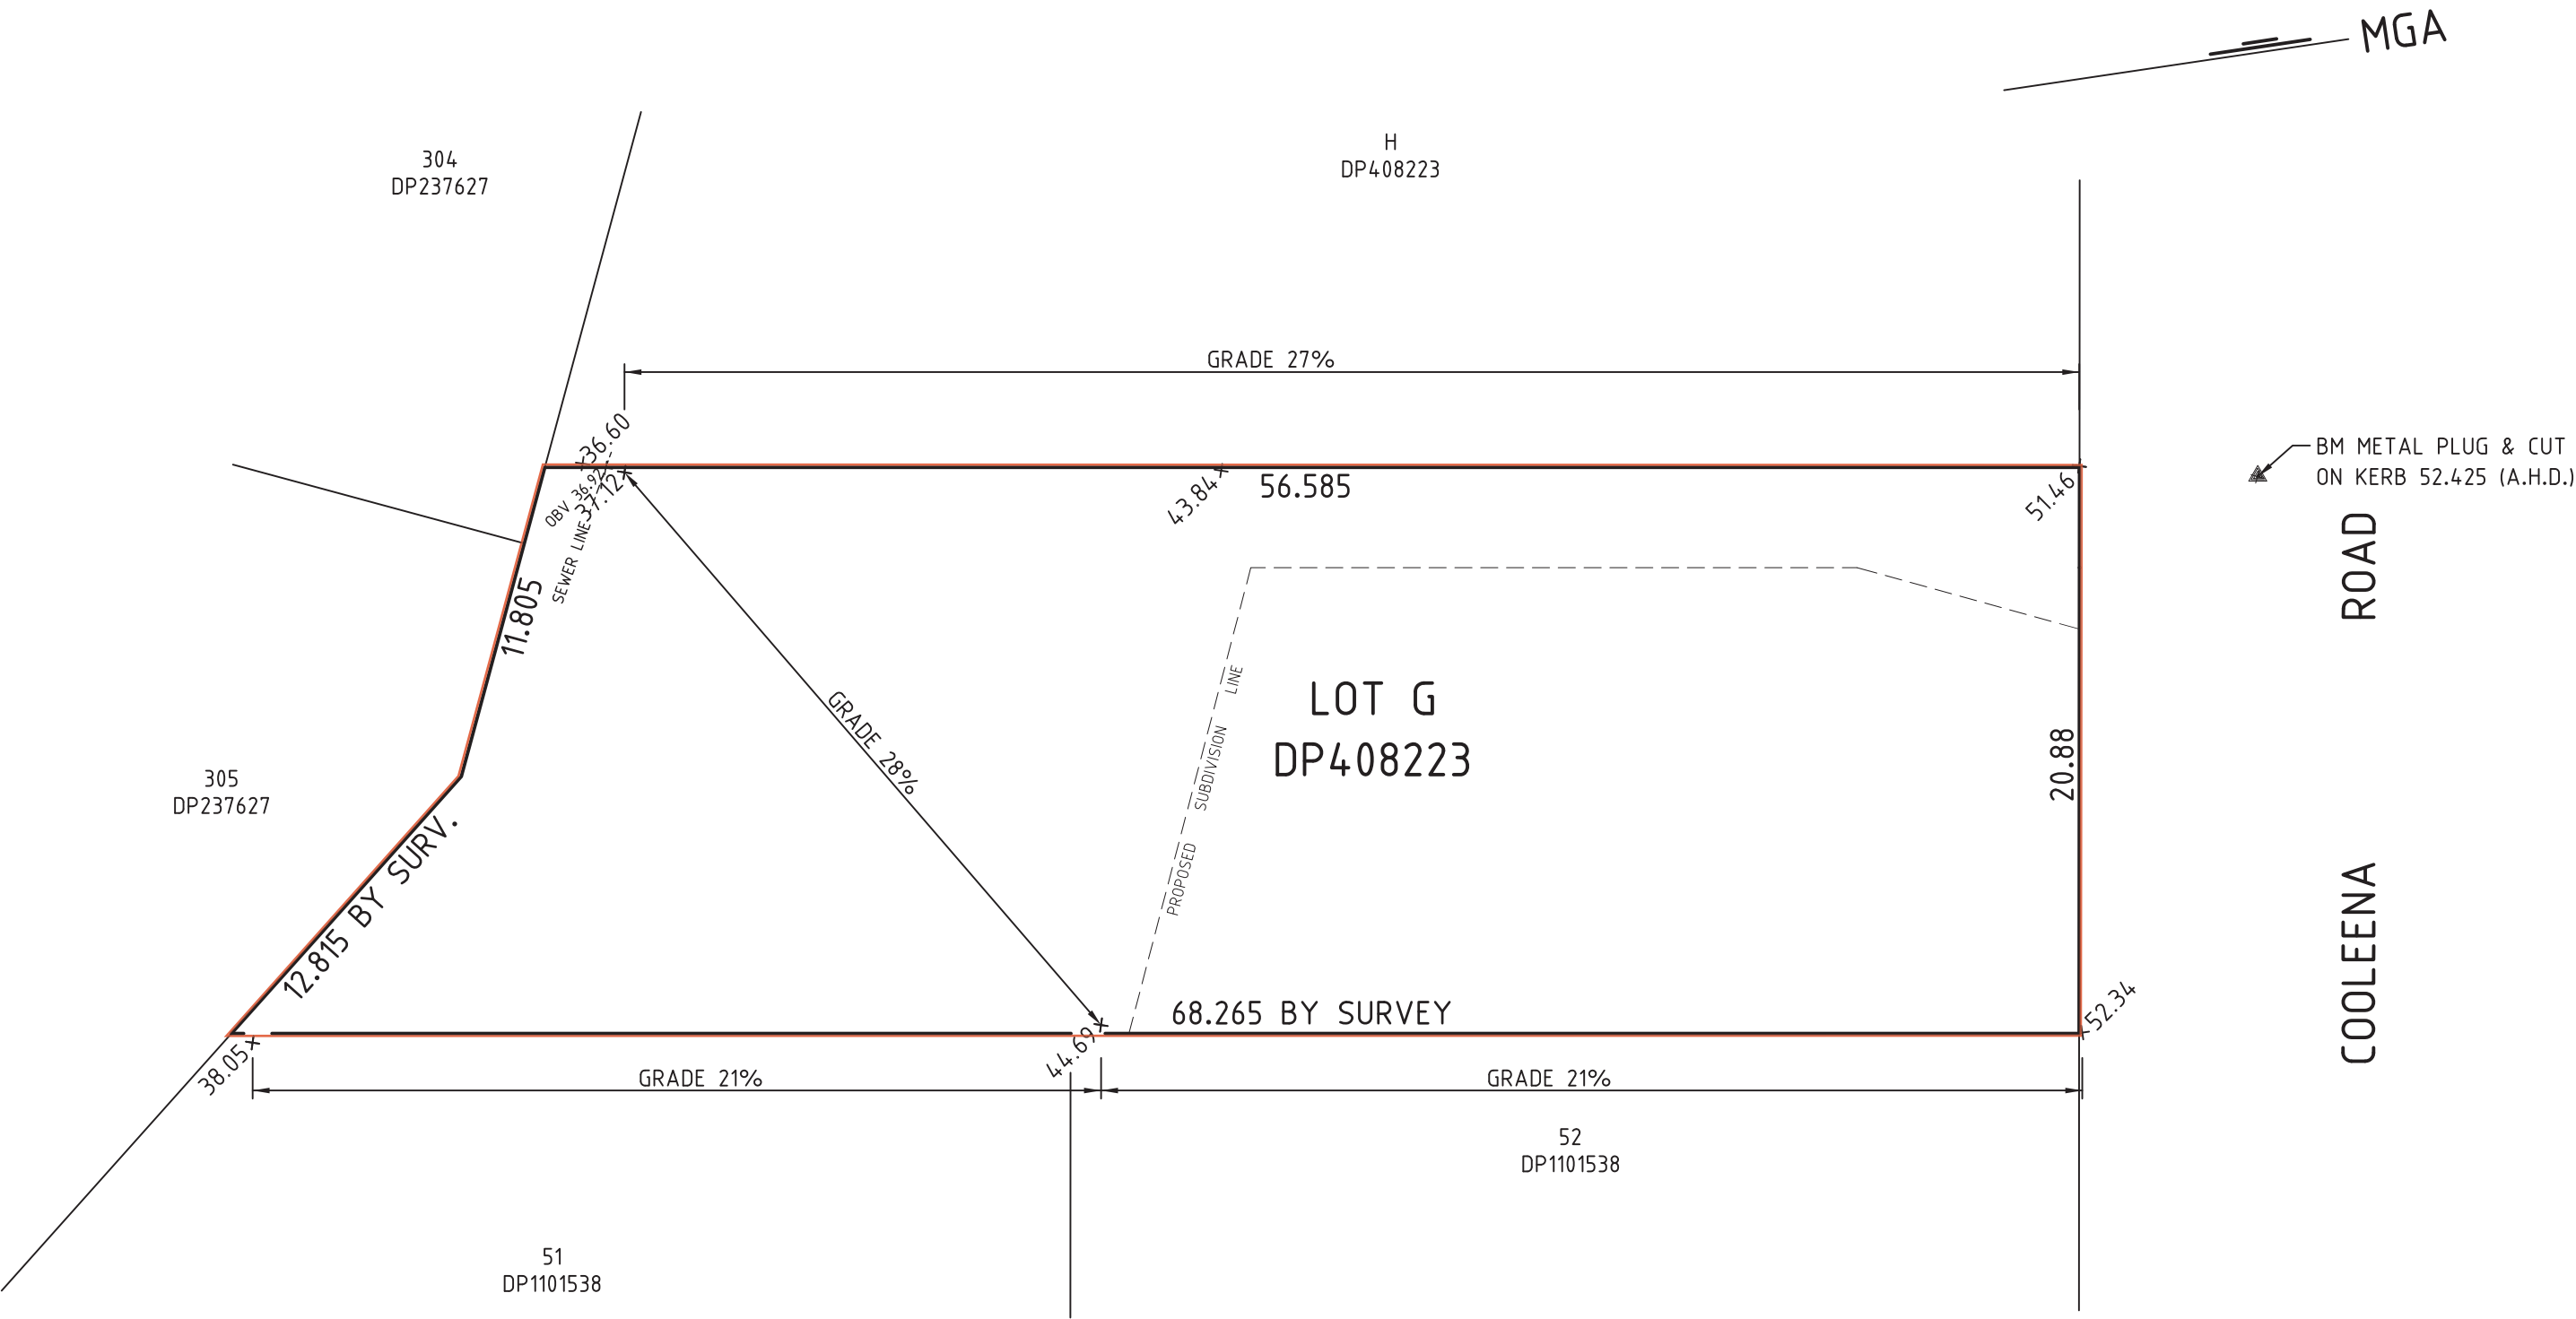 MGA
304
DP237627
H
DP408223
GRADE 27%
36.60
OBV 36.92
37.12
SEWER LINE
43.84
56.585
51.46
BM METAL PLUG & CUT
ON KERB 52.425 (A.H.D.)
11.805
GRADE 28%
PROPOSED SUBDIVISION LINE
LOT G
DP408223
20.88
COOLEENA ROAD
305
DP237627
12.815 BY SURV.
68.265 BY SURVEY
38.05
44.69
52.34
GRADE 21%
GRADE 21%
52
DP1101538
51
DP1101538